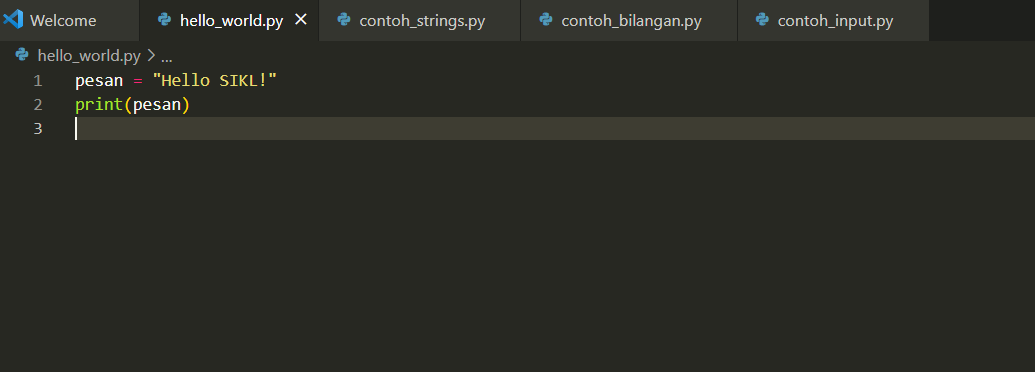 Welcome hello_world.py contoh_strings.py contoh_bilangan.py contoh_input.py
hello_world.py > ...
1 pesan = "Hello SIKL!"
2 print(pesan)
3